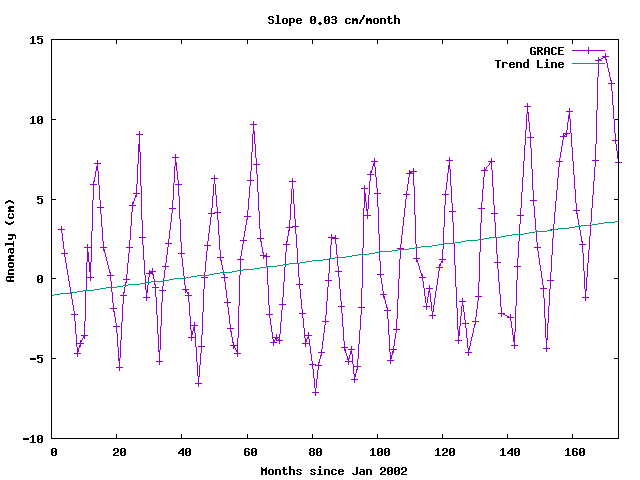 Slope 0.03 cm/month
15
GRACE
Trend Line
10
5
0
-5
-10
Anomaly (cm)
0 20 40 60 80 100 120 140 160
Months since Jan 2002